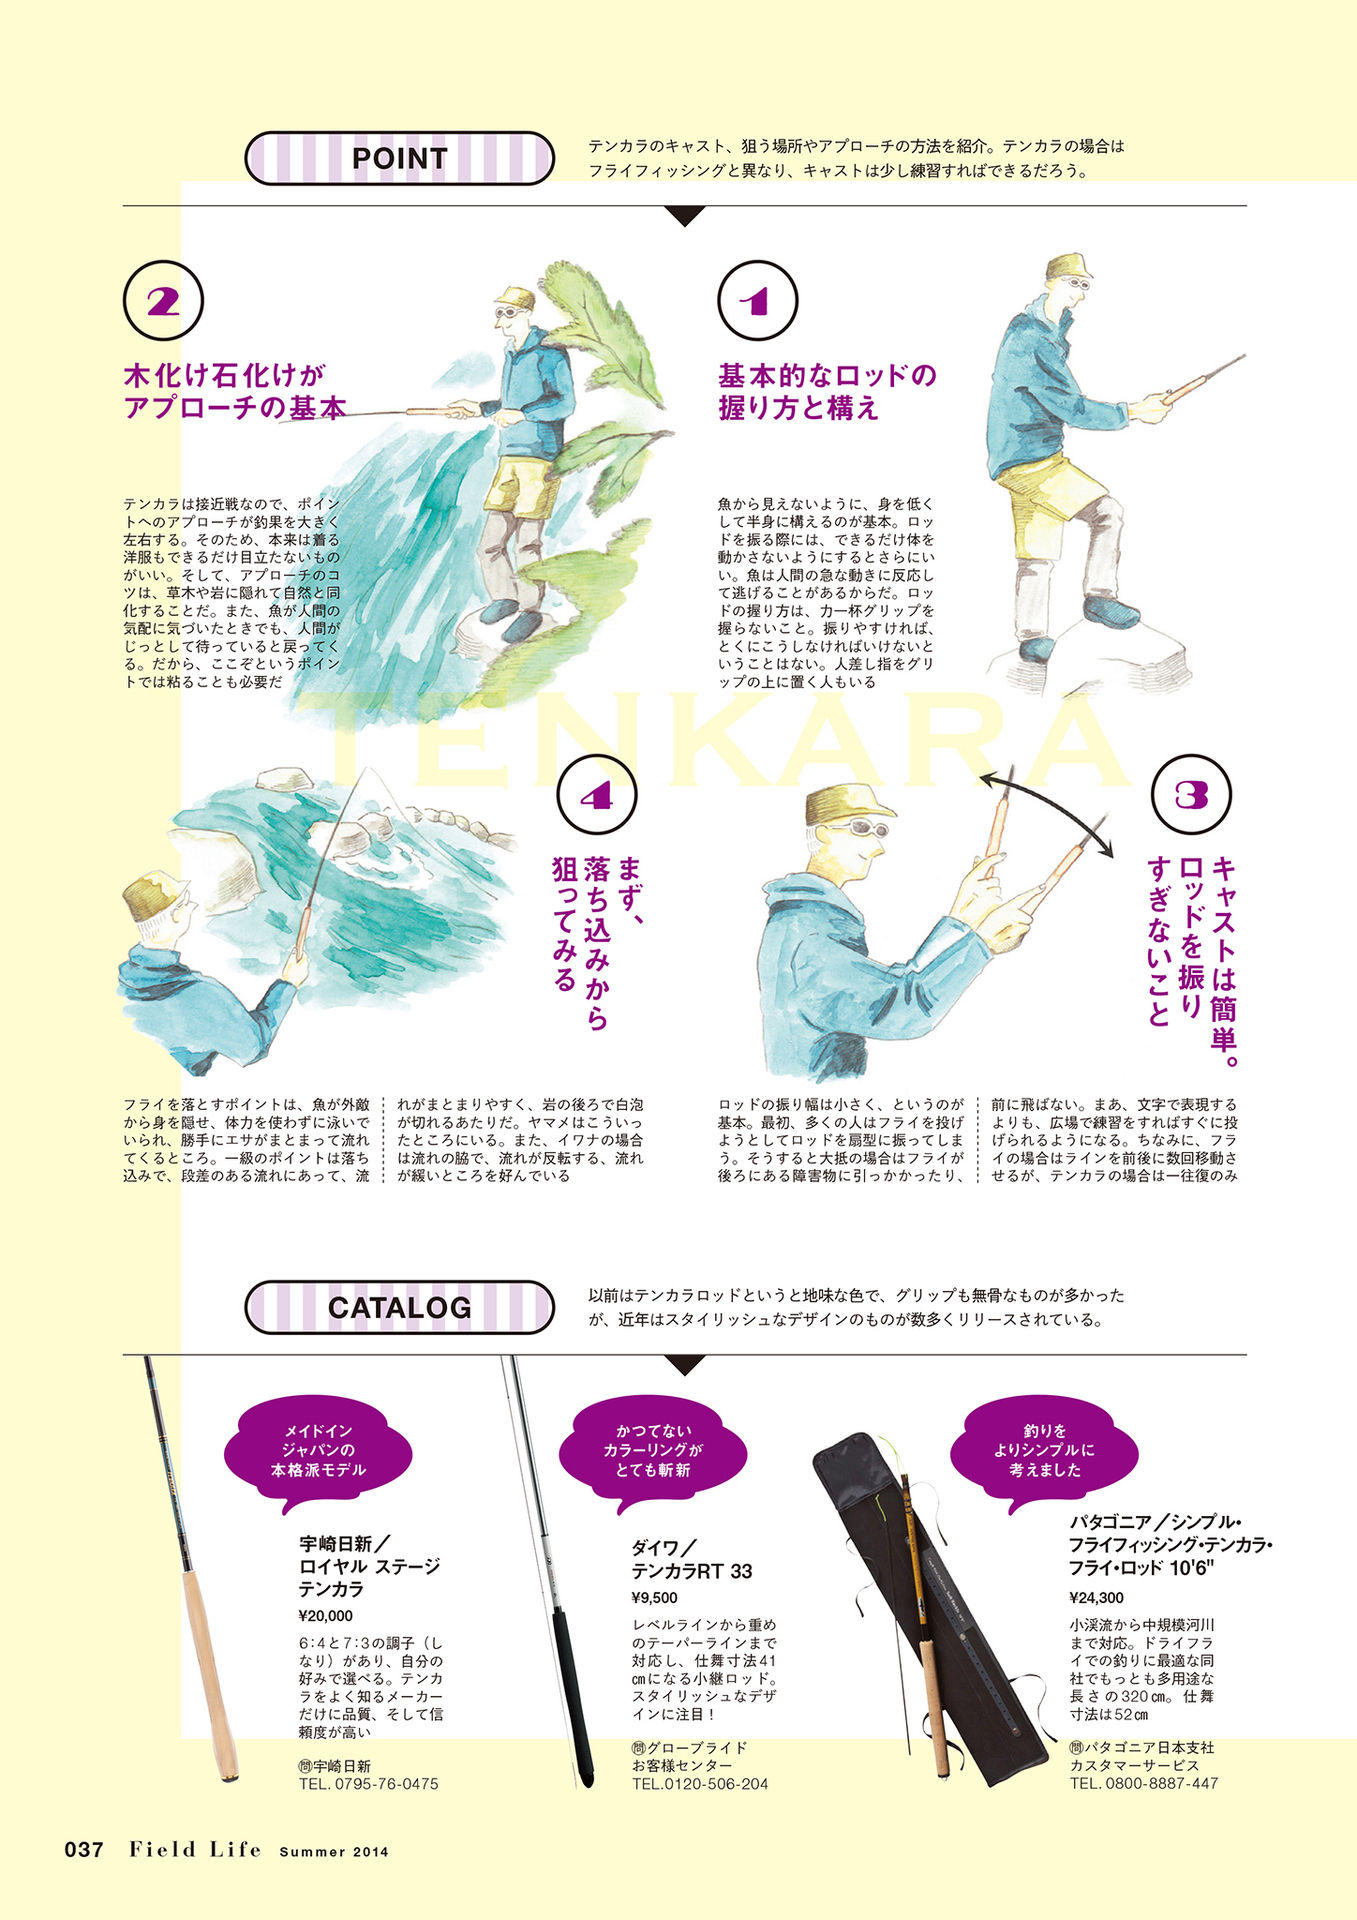 POINT
テンカラのキャスト、狙う場所やアプローチの方法を紹介。テンカラの場合は
フライフィッシングと異なり、キャストは少し練習すればできるだろう。
1
基本的なロッドの
握り方と構え
魚から見えないように、身を低く
して半身に構えるのが基本。ロッ
ドを振る際には、できるだけ体を
動かさないようにするとさらにい
い。魚は人間の急な動きに反応し
て逃げることがあるからだ。ロッ
ドの握り方は、力一杯グリップを
握らないこと。振りやすければ、
とくにこうしなければいけないと
いうことはない。人差し指をグリ
ップの上に置く人もいる
2
木化け石化けが
アプローチの基本
テンカラは接近戦なので、ポイン
トへのアプローチが釣果を大きく
左右する。そのため、本来は着る
洋服もできるだけ目立たないもの
がいい。そして、アプローチのコ
ツは、草木や岩に隠れて自然と同
化することだ。また、魚が人間の
気配に気づいたときでも、人間が
じっとして待っていると戻ってく
る。だから、ここぞというポイン
トでは粘ることも必要だ
TENKARA
3
キャストは簡単。
ロッドを振り
すぎないこと
ロッドの振り幅は小さく、というのが
基本。最初、多くの人はフライを投げ
ようとしてロッドを扇型に振ってしま
う。そうすると大抵の場合はフライが
後ろにある障害物に引っかかったり、
前に飛ばない。まあ、文字で表現する
よりも、広場で練習をすればすぐに投
げられるようになる。ちなみに、フラ
イの場合はラインを前後に数回移動さ
せるが、テンカラの場合は一往復のみ
4
まず、
落ち込みから
狙ってみる
フライを落とすポイントは、魚が外敵
から身を隠せ、体力を使わずに泳いで
いられ、勝手にエサがまとまって流れ
てくるところ。一級のポイントは落ち
込みで、段差のある流れにあって、流
れがまとまりやすく、岩の後ろで白泡
が切れるあたりだ。ヤマメはこういっ
たところにいる。また、イワナの場合
は流れの脇で、流れが反転する、流れ
が緩いところを好んでいる
CATALOG
以前はテンカラロッドというと地味な色で、グリップも無骨なものが多かった
が、近年はスタイリッシュなデザインのものが数多くリリースされている。
メイドイン
ジャパンの
本格派モデル
宇崎日新／
ロイヤル ステージ
テンカラ
¥20,000
6:4と7:3の調子（し
なり）があり、自分の
好みで選べる。テンカ
ラをよく知るメーカー
だけに品質、そして信
頼度が高い
㉄宇崎日新
TEL. 0795-76-0475
かつてない
カラーリングが
とても斬新
ダイワ／
テンカラRT 33
¥9,500
レベルラインから重め
のテーパーラインまで
対応し、仕舞寸法41
㎝になる小継ロッド。
スタイリッシュなデザ
インに注目！
㉄グローブライド
お客様センター
TEL.0120-506-204
釣りを
よりシンプルに
考えました
パタゴニア／シンプル・
フライフィッシング・テンカラ・
フライ・ロッド 10'6"
¥24,300
小渓流から中規模河川
まで対応。ドライフラ
イでの釣りに最適な同
社でもっとも多用途な
長さの320㎝。仕舞
寸法は52㎝
㉄パタゴニア日本支社
カスタマーサービス
TEL. 0800-8887-447
037 Field Life Summer 2014